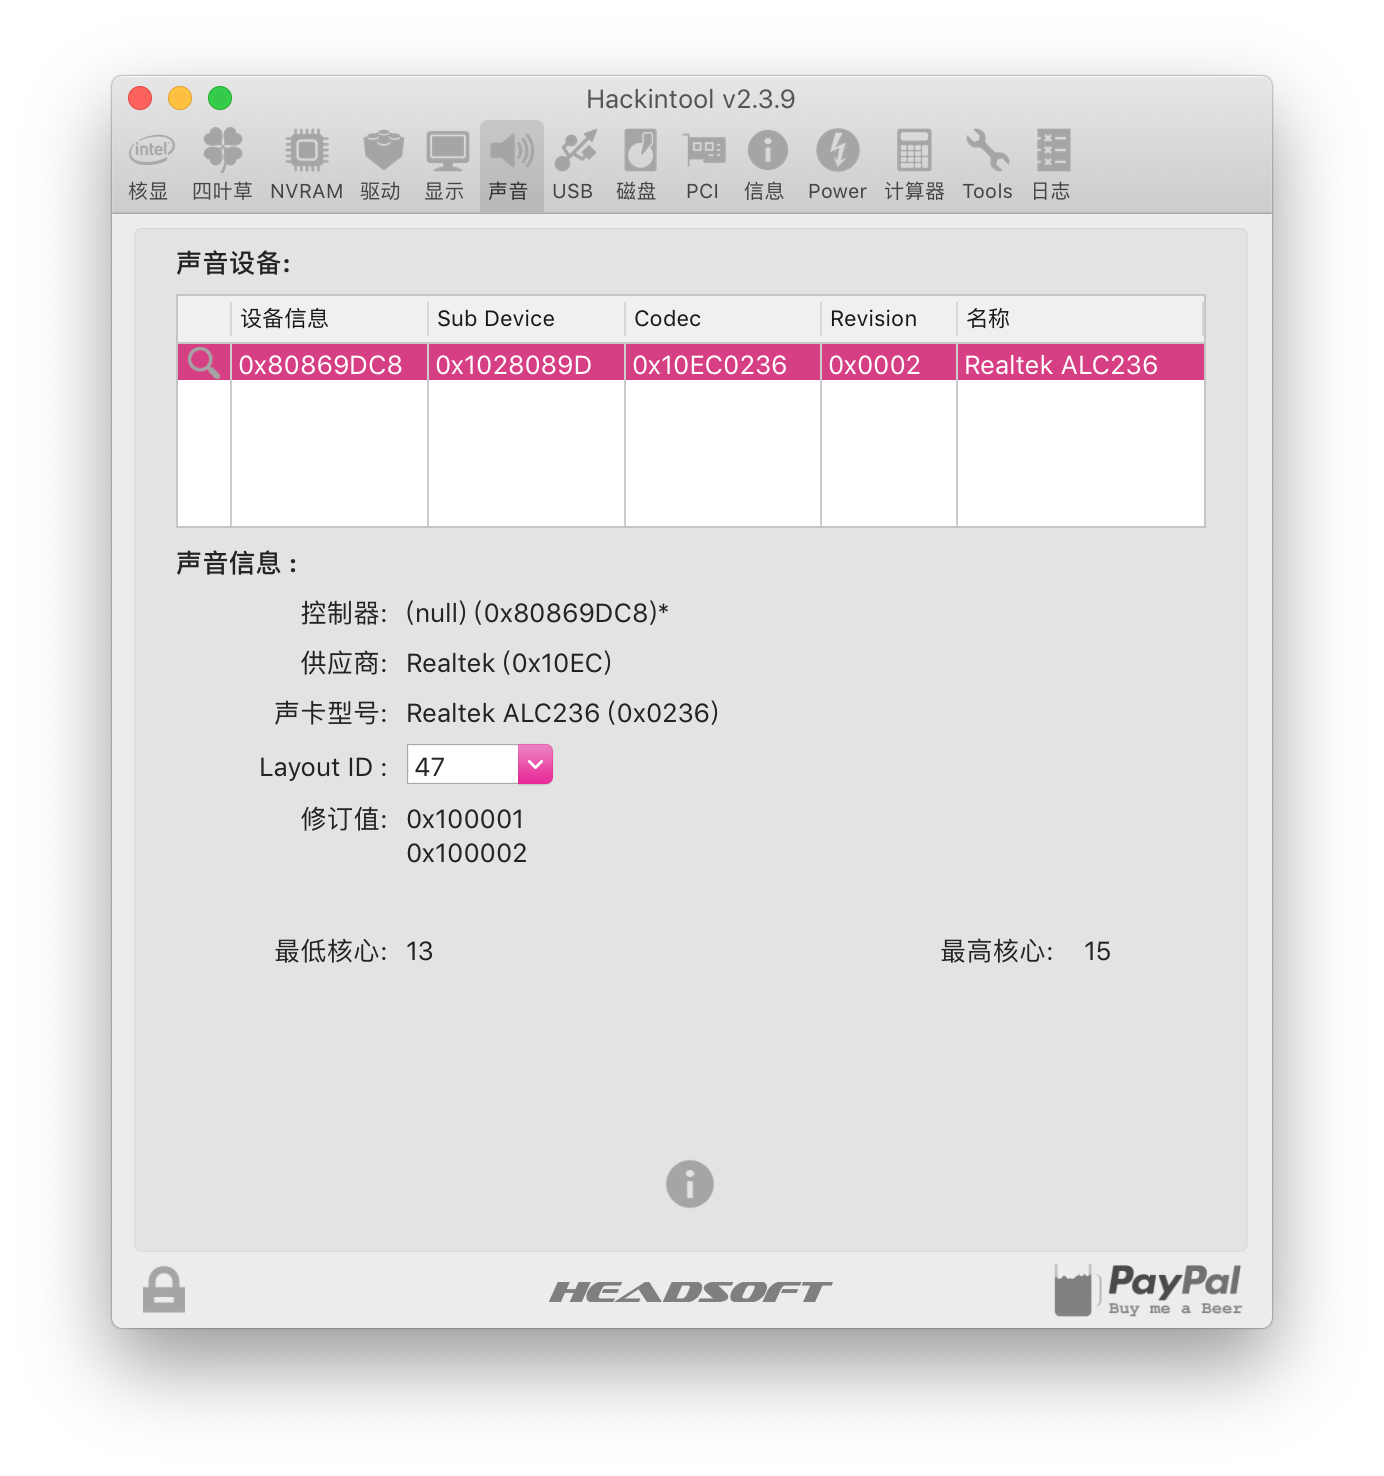 Hackintool v2.3.9
intel
核显 四叶草 NVRAM 驱动 显示 声音 USB 磁盘 PCI 信息 Power 计算器 Tools 日志
声音设备:
设备信息 Sub Device Codec Revision 名称
0x80869DC8 0x1028089D 0x10EC0236 0x0002 Realtek ALC236
声音信息 :
控制器: (null) (0x80869DC8)*
供应商: Realtek (0x10EC)
声卡型号: Realtek ALC236 (0x0236)
Layout ID : 47
修订值: 0x100001
0x100002
最低核心: 13 最高核心: 15
HEADSOFT
PayPal
Buy me a Beer